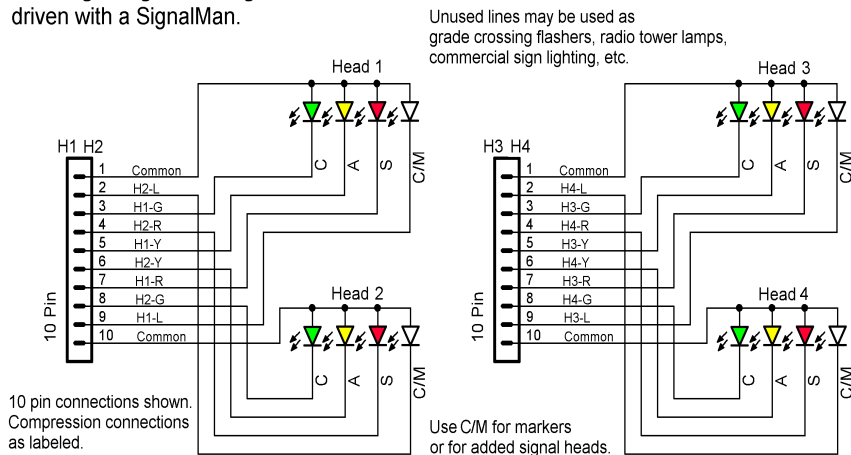 driven with a SignalMan.
Unused lines may be used as
grade crossing flashers, radio tower lamps,
commercial sign lighting, etc.
Head 1
C
A
S
C/M
H1 H2
1 Common
2 H2-L
3 H1-G
4 H2-R
5 H1-Y
6 H2-Y
7 H1-R
8 H2-G
9 H1-L
10 Common
10 Pin
Head 2
C
A
S
C/M
10 pin connections shown.
Compression connections
as labeled.
Head 3
C
A
S
C/M
H3 H4
1 Common
2 H4-L
3 H3-G
4 H4-R
5 H3-Y
6 H4-Y
7 H3-R
8 H4-G
9 H3-L
10 Common
10 Pin
Head 4
C
A
S
C/M
Use C/M for markers
or for added signal heads.